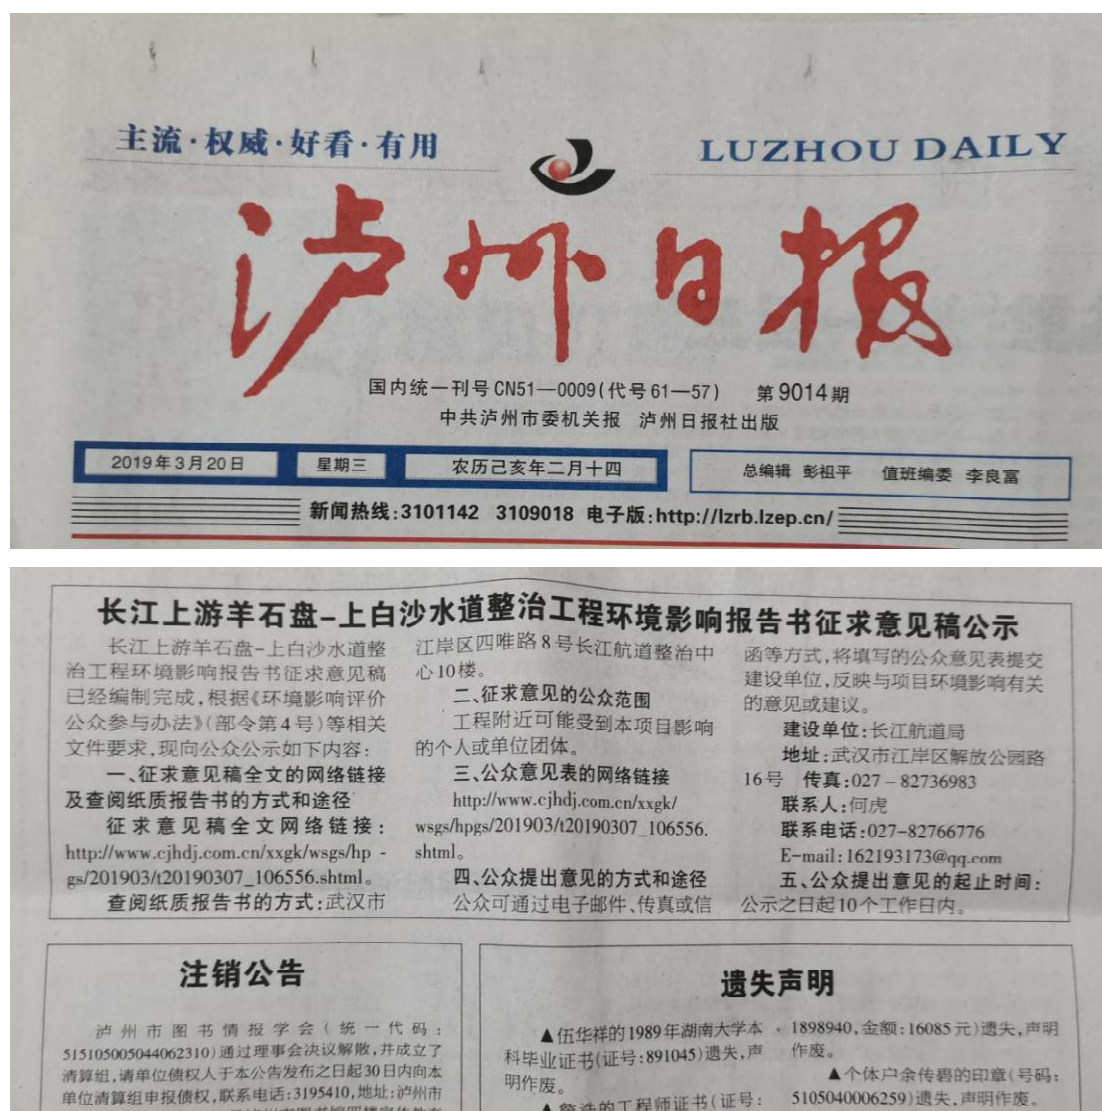 主流·权威·好看·有用
LUZHOU DAILY
泸州日报
国内统一刊号CN51—0009(代号61—57) 第9014期
中共泸州市委机关报 泸州日报社出版
2019年3月20日
星期三
农历己亥年二月十四
总编辑 彭祖平 值班编委 李良富
新闻热线:3101142 3109018 电子版:http://lzrb.lzep.cn/
长江上游羊石盘-上白沙水道整治工程环境影响报告书征求意见稿公示
长江上游羊石盘-上白沙水道整
治工程环境影响报告书征求意见稿
已经编制完成,根据《环境影响评价
公众参与办法》(部令第4号)等相关
文件要求,现向公众公示如下内容:
一、征求意见稿全文的网络链接
及查阅纸质报告书的方式和途径
征求意见稿全文网络链接:
http://www.cjhdj.com.cn/xxgk/wsgs/hp-
gs/201903/t20190307_106556.shtml。
查阅纸质报告书的方式:武汉市
江岸区四唯路8号长江航道整治中
心10楼。
二、征求意见的公众范围
工程附近可能受到本项目影响
的个人或单位团体。
三、公众意见表的网络链接
http://www.cjhdj.com.cn/xxgk/
wsgs/hpgs/201903/t20190307_106556.
shtml。
四、公众提出意见的方式和途径
公众可通过电子邮件、传真或信
函等方式,将填写的公众意见表提交
建设单位,反映与项目环境影响有关
的意见或建议。
建设单位:长江航道局
地址:武汉市江岸区解放公园路
16号 传真:027-82736983
联系人:何虎
联系电话:027-82766776
E-mail:162193173@qq.com
五、公众提出意见的起止时间:
公示之日起10个工作日内。
注销公告
泸州市图书情报学会(统一代码:
515105005044062310)通过理事会决议解散,并成立了
清算组,请单位债权人于本公告发布之日起30日内向本
单位清算组申报债权,联系电话:3195410,地址:泸州市
遗失声明
▲伍华祥的1989年湖南大学本
科毕业证书(证号:891045)遗失,声
明作废。
的工程师证书(证号:
1898940,金额:16085元)遗失,声明
作废。
▲个体户余传碧的印章(号码:
5105040006259)遗失,声明作废。